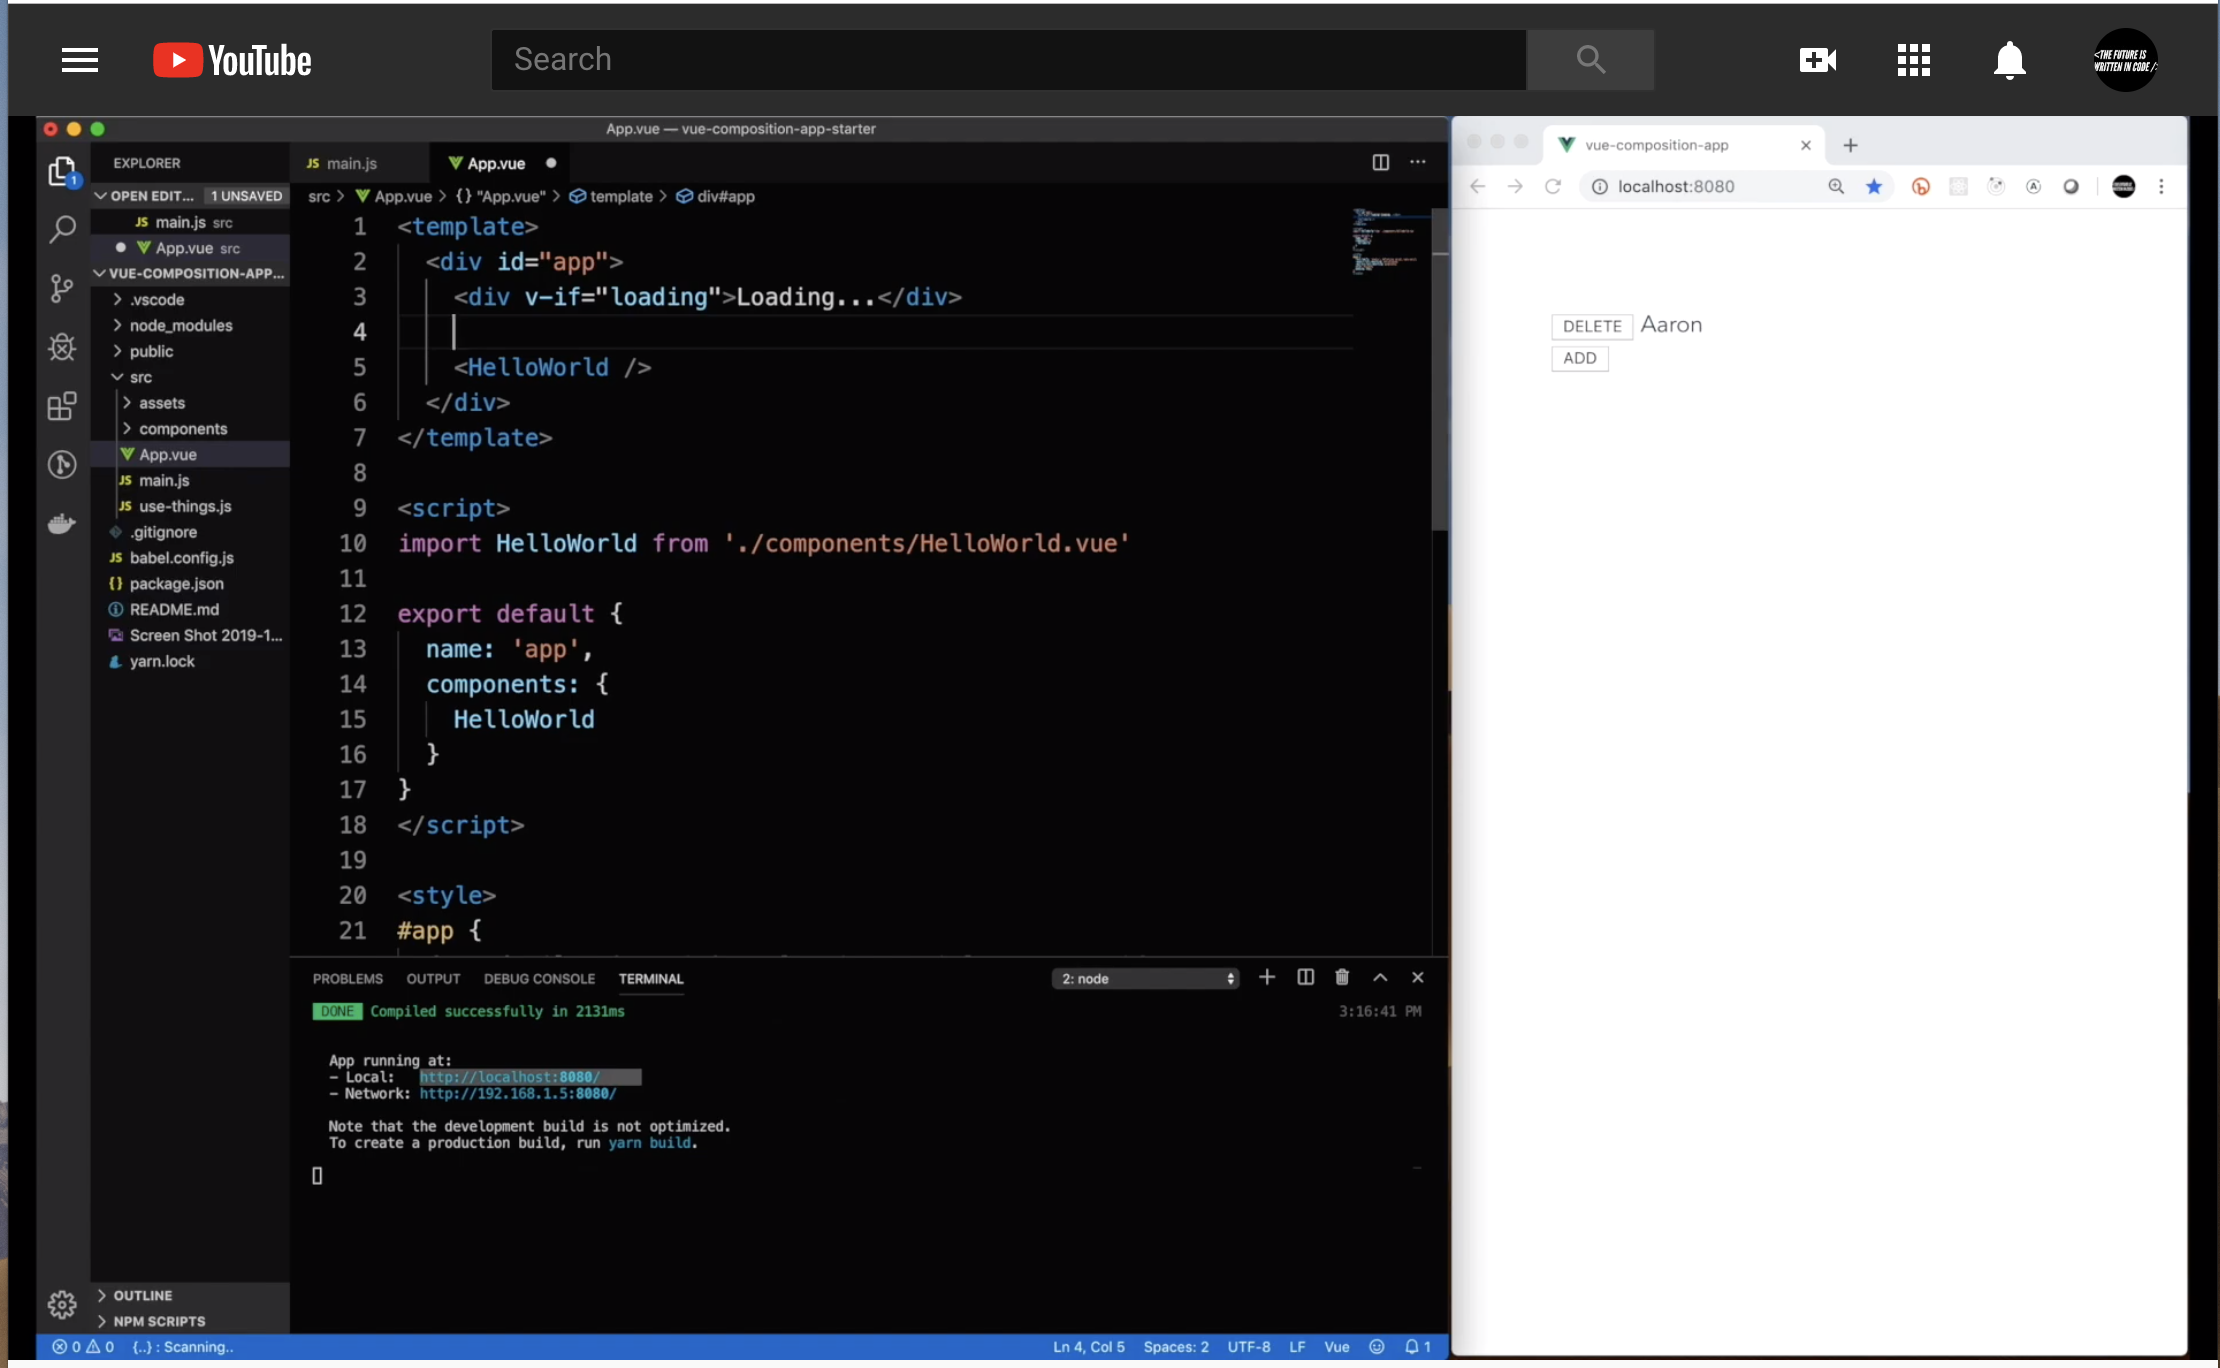 YouTube
Search
<THE FUTURE IS
WRITTEN IN CODE />
App.vue — vue-composition-app-starter
EXPLORER
OPEN EDIT... 1 UNSAVED
JS main.js src
App.vue src
VUE-COMPOSITION-APP...
.vscode
node_modules
public
src
assets
components
App.vue
JS main.js
JS use-things.js
.gitignore
JS babel.config.js
{} package.json
README.md
Screen Shot 2019-1...
yarn.lock
OUTLINE
NPM SCRIPTS
1
JS main.js
App.vue
src > App.vue > {} "App.vue" > template > div#app
1 <template>
2 <div id="app">
3 <div v-if="loading">Loading...</div>
4
5 <HelloWorld />
6 </div>
7 </template>
8
9 <script>
10 import HelloWorld from './components/HelloWorld.vue'
11
12 export default {
13 name: 'app',
14 components: {
15 HelloWorld
16 }
17 }
18 </script>
19
20 <style>
21 #app {
PROBLEMS OUTPUT DEBUG CONSOLE TERMINAL
2: node
DONE Compiled successfully in 2131ms 3:16:41 PM
App running at:
- Local: http://localhost:8080/
- Network: http://192.168.1.5:8080/
Note that the development build is not optimized.
To create a production build, run yarn build.
0 0 {..} : Scanning..
Ln 4, Col 5 Spaces: 2 UTF-8 LF Vue 1
vue-composition-app
localhost:8080
DELETE Aaron
ADD